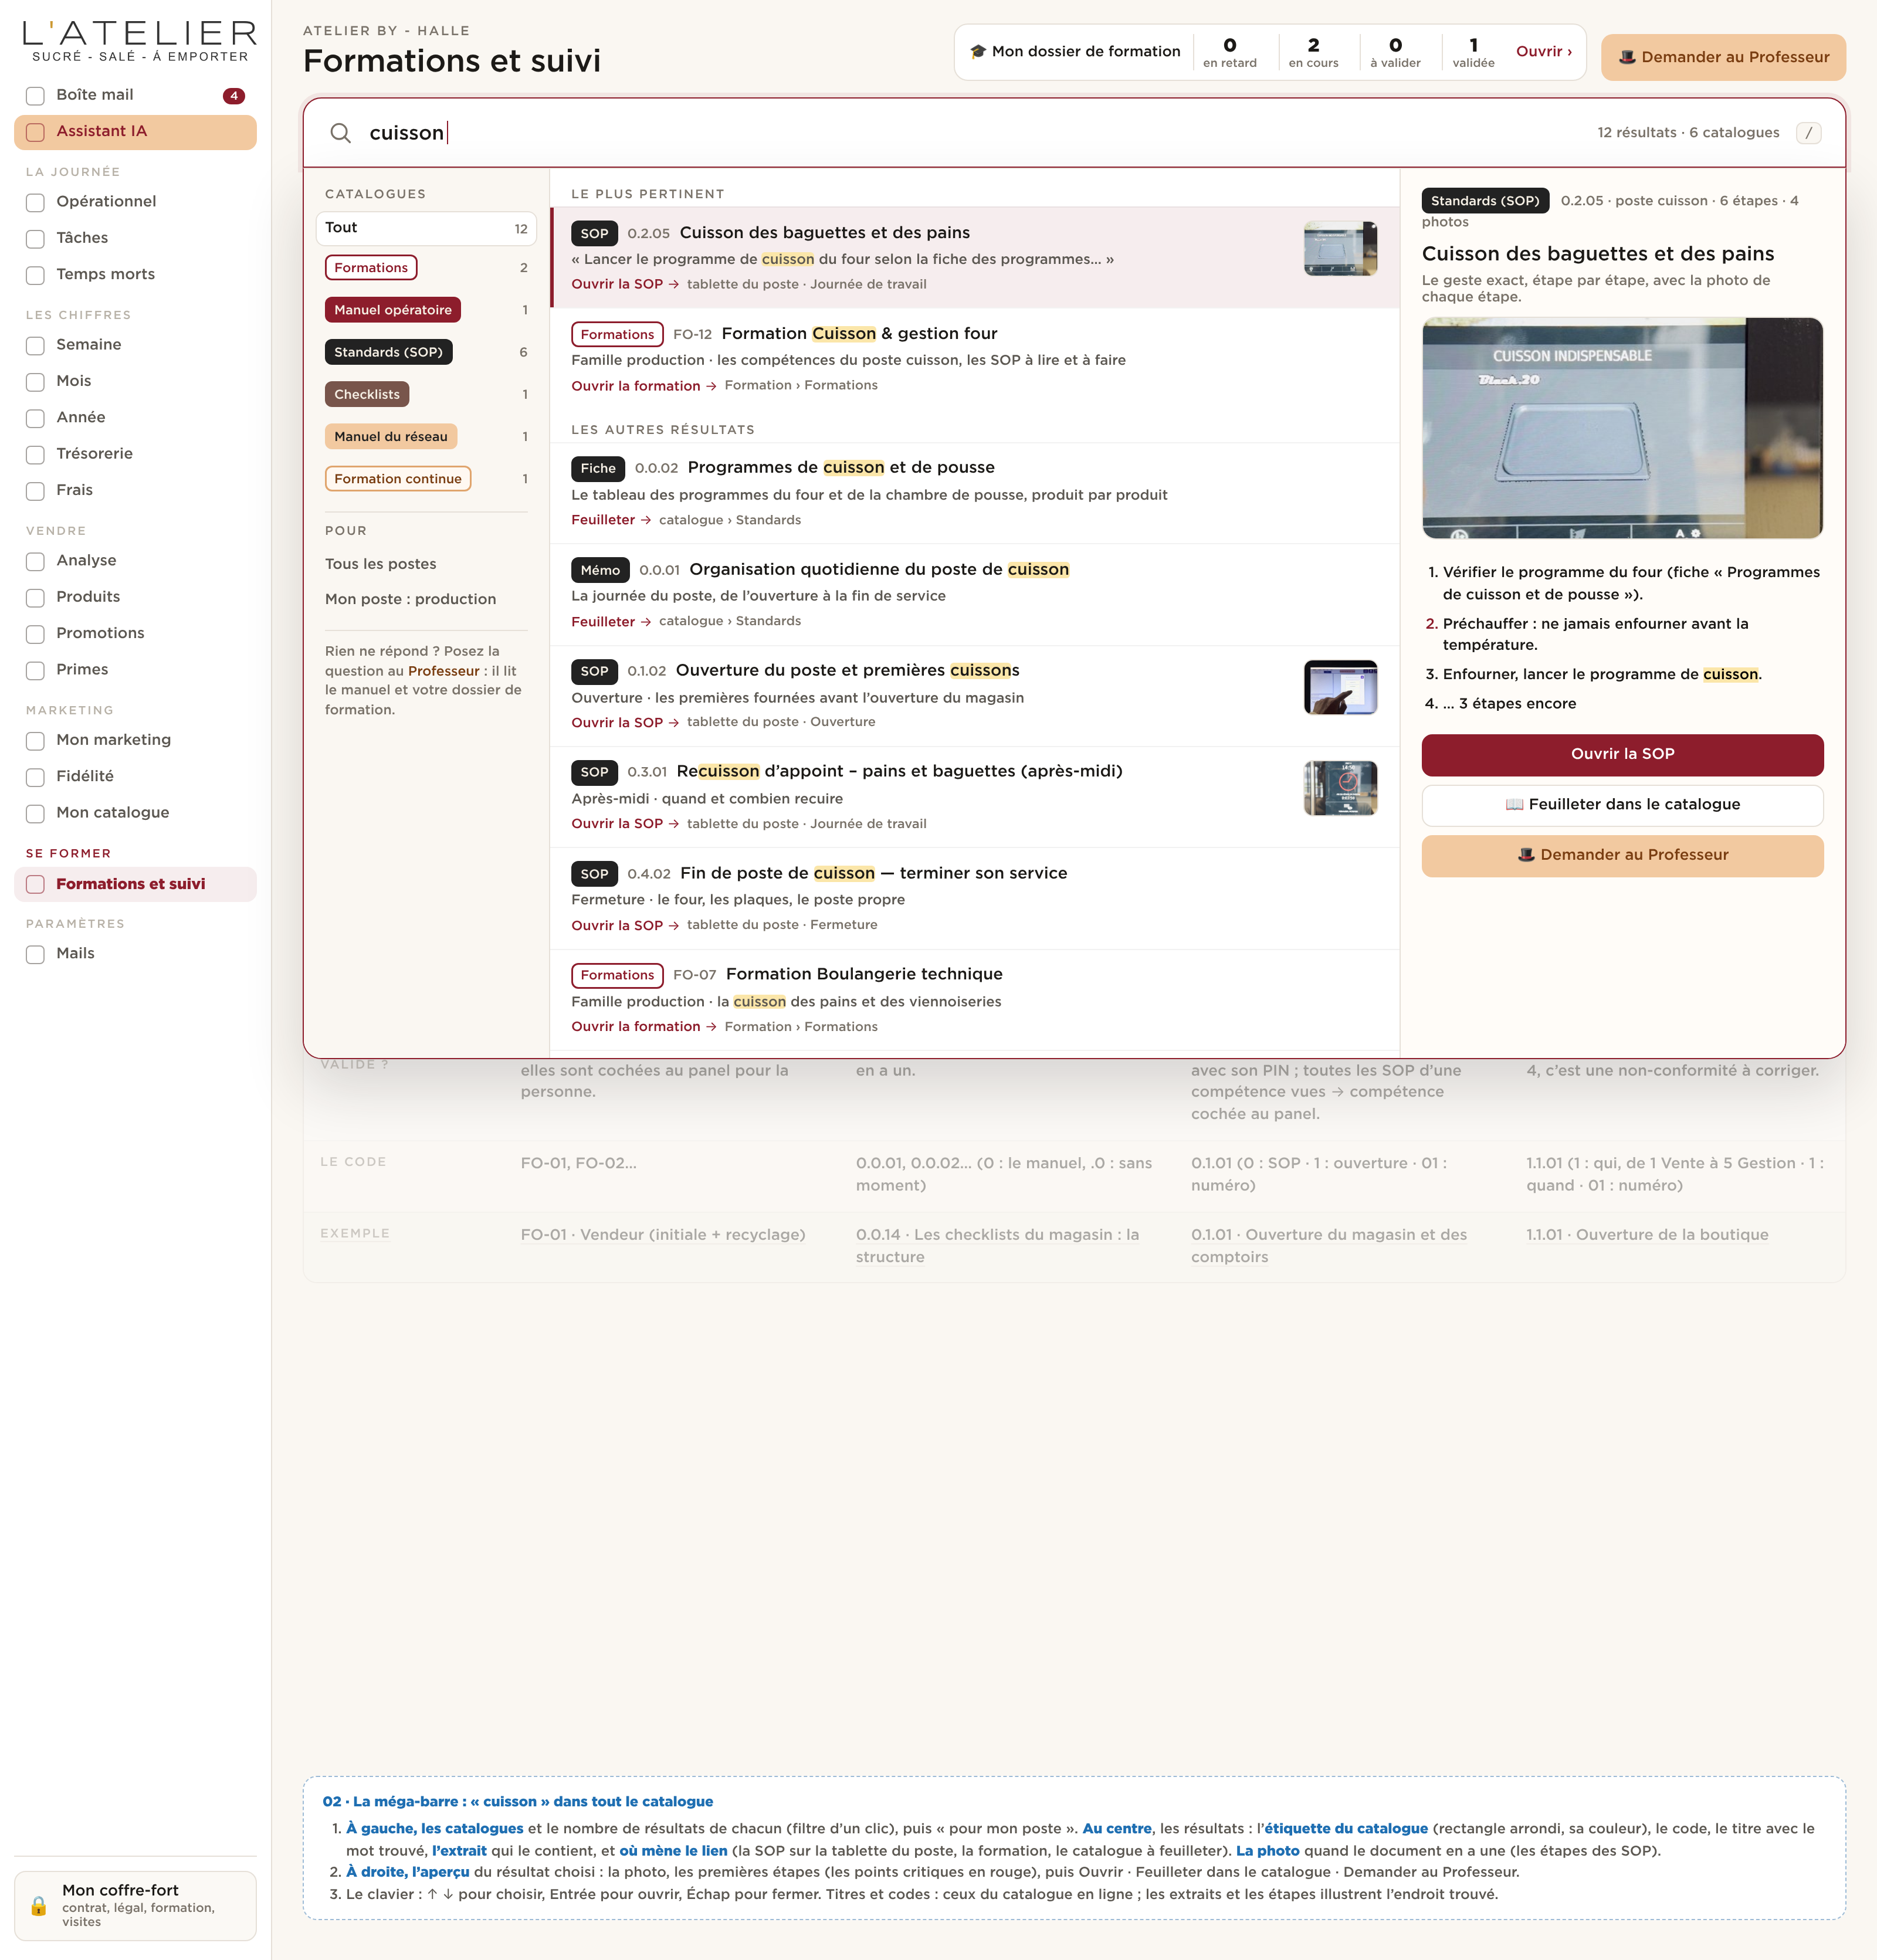 L'ATELIER
SUCRÉ - SALÉ - À EMPORTER
Boîte mail 4
Assistant IA
LA JOURNÉE
Opérationnel
Tâches
Temps morts
LES CHIFFRES
Semaine
Mois
Année
Trésorerie
Frais
VENDRE
Analyse
Produits
Promotions
Primes
MARKETING
Mon marketing
Fidélité
Mon catalogue
SE FORMER
Formations et suivi
PARAMÈTRES
Mails
🔒 Mon coffre-fort
contrat, légal, formation,
visites
ATELIER BY - HALLE
Formations et suivi
🎓 Mon dossier de formation
0 en retard
2 en cours
0 à valider
1 validée
Ouvrir ›
🎩 Demander au Professeur
cuisson
12 résultats · 6 catalogues /
CATALOGUES
Tout 12
Formations 2
Manuel opératoire 1
Standards (SOP) 6
Checklists 1
Manuel du réseau 1
Formation continue 1
POUR
Tous les postes
Mon poste : production
Rien ne répond ? Posez la
question au Professeur : il lit
le manuel et votre dossier de
formation.
LE PLUS PERTINENT
SOP 0.2.05 Cuisson des baguettes et des pains
« Lancer le programme de cuisson du four selon la fiche des programmes… »
Ouvrir la SOP → tablette du poste · Journée de travail
Formations FO-12 Formation Cuisson & gestion four
Famille production · les compétences du poste cuisson, les SOP à lire et à faire
Ouvrir la formation → Formation › Formations
LES AUTRES RÉSULTATS
Fiche 0.0.02 Programmes de cuisson et de pousse
Le tableau des programmes du four et de la chambre de pousse, produit par produit
Feuilleter → catalogue › Standards
Mémo 0.0.01 Organisation quotidienne du poste de cuisson
La journée du poste, de l’ouverture à la fin de service
Feuilleter → catalogue › Standards
SOP 0.1.02 Ouverture du poste et premières cuissons
Ouverture · les premières fournées avant l’ouverture du magasin
Ouvrir la SOP → tablette du poste · Ouverture
SOP 0.3.01 Recuisson d’appoint – pains et baguettes (après-midi)
Après-midi · quand et combien recuire
Ouvrir la SOP → tablette du poste · Journée de travail
SOP 0.4.02 Fin de poste de cuisson — terminer son service
Fermeture · le four, les plaques, le poste propre
Ouvrir la SOP → tablette du poste · Fermeture
Formations FO-07 Formation Boulangerie technique
Famille production · la cuisson des pains et des viennoiseries
Ouvrir la formation → Formation › Formations
Standards (SOP) 0.2.05 · poste cuisson · 6 étapes · 4
photos
Cuisson des baguettes et des pains
Le geste exact, étape par étape, avec la photo de
chaque étape.
CUISSON INDISPENSABLE
Black.20
1. Vérifier le programme du four (fiche « Programmes
de cuisson et de pousse »).
2. Préchauffer : ne jamais enfourner avant la
température.
3. Enfourner, lancer le programme de cuisson.
4. … 3 étapes encore
Ouvrir la SOP
📖 Feuilleter dans le catalogue
🎩 Demander au Professeur
VALIDE ?
elles sont cochées au panel pour la
personne.
en a un.
avec son PIN ; toutes les SOP d’une
compétence vues → compétence
cochée au panel.
4, c’est une non-conformité à corriger.
LE CODE
FO-01, FO-02…
0.0.01, 0.0.02… (0 : le manuel, .0 : sans
moment)
0.1.01 (0 : SOP · 1 : ouverture · 01 :
numéro)
1.1.01 (1 : qui, de 1 Vente à 5 Gestion · 1 :
quand · 01 : numéro)
EXEMPLE
FO-01 · Vendeur (initiale + recyclage)
0.0.14 · Les checklists du magasin : la
structure
0.1.01 · Ouverture du magasin et des
comptoirs
1.1.01 · Ouverture de la boutique
02 · La méga-barre : « cuisson » dans tout le catalogue
1. À gauche, les catalogues et le nombre de résultats de chacun (filtre d’un clic), puis « pour mon poste ». Au centre, les résultats : l’étiquette du catalogue (rectangle arrondi, sa couleur), le code, le titre avec le
mot trouvé, l’extrait qui le contient, et où mène le lien (la SOP sur la tablette du poste, la formation, le catalogue à feuilleter). La photo quand le document en a une (les étapes des SOP).
2. À droite, l’aperçu du résultat choisi : la photo, les premières étapes (les points critiques en rouge), puis Ouvrir · Feuilleter dans le catalogue · Demander au Professeur.
3. Le clavier : ↑ ↓ pour choisir, Entrée pour ouvrir, Échap pour fermer. Titres et codes : ceux du catalogue en ligne ; les extraits et les étapes illustrent l’endroit trouvé.